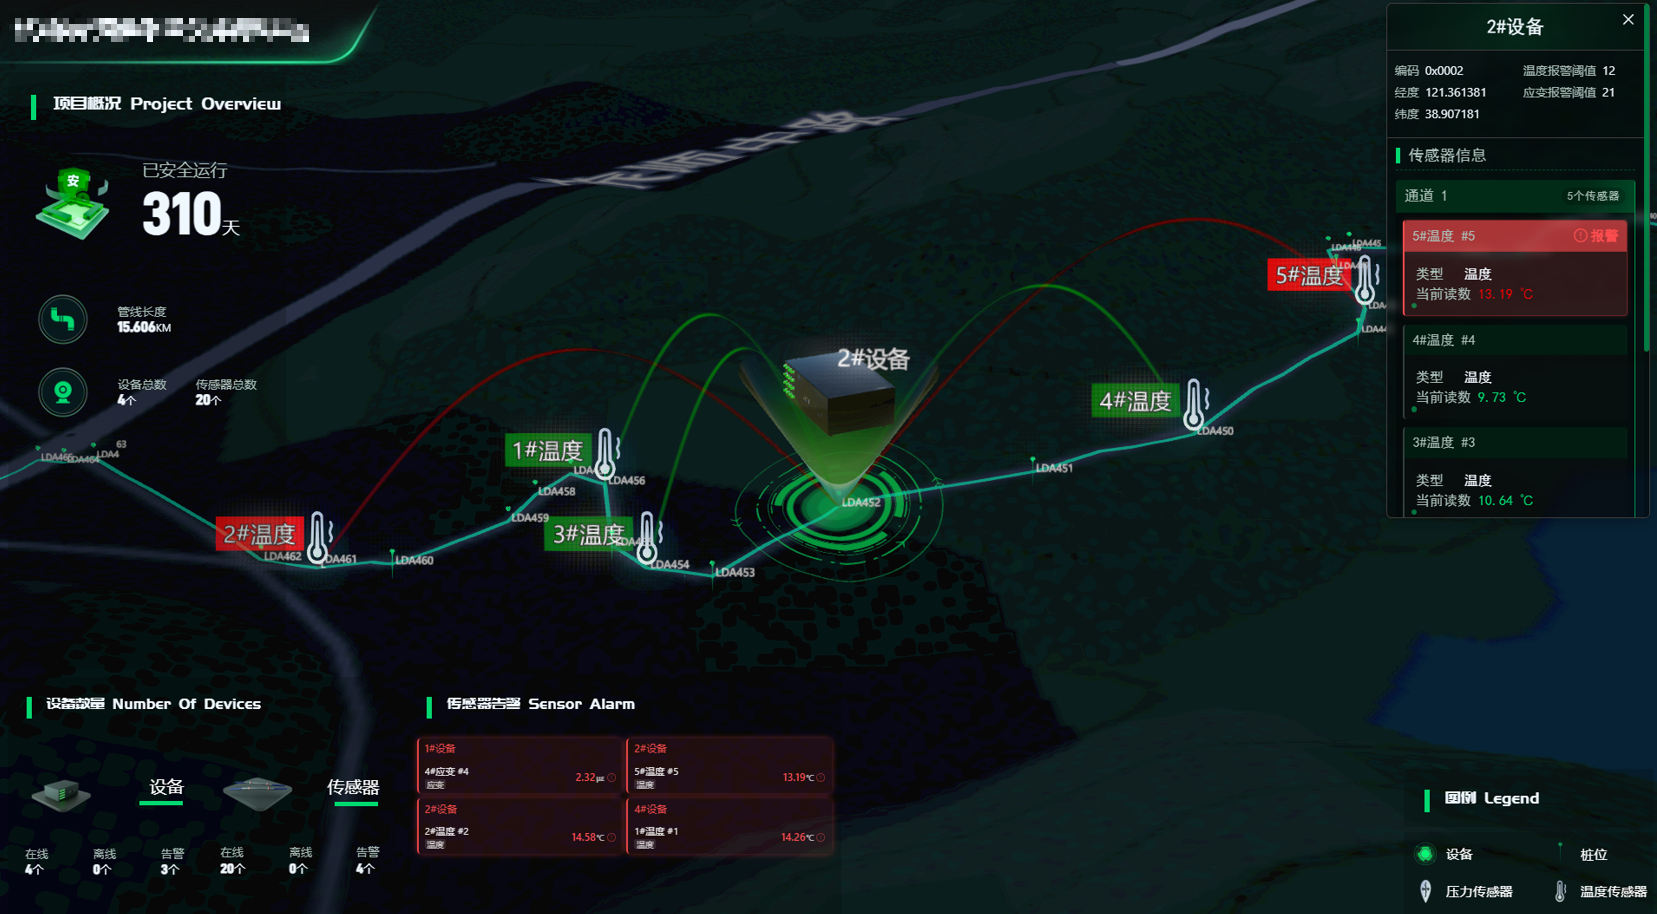 项目概况 Project Overview
已安全运行
310天
安
管线长度
15.606KM
设备总数 传感器总数
4个 20个
2#设备
5#温度
4#温度
1#温度
2#温度
3#温度
LDA445
LDA450
LDA451
LDA452
LDA453
LDA454
LDA456
LDA458
LDA459
LDA460
LDA461
LDA462
LDA464
63
2#设备
编码 0x0002 温度报警阈值 12
经度 121.361381 应变报警阈值 21
纬度 38.907181
传感器信息
通道 1 5个传感器
5#温度 #5 报警
类型 温度
当前读数 13.19 ℃
4#温度 #4
类型 温度
当前读数 9.73 ℃
3#温度 #3
类型 温度
当前读数 10.64 ℃
设备数量 Number Of Devices
设备 传感器
在线 离线 告警 在线 离线 告警
4个 0个 3个 20个 0个 4个
传感器告警 Sensor Alarm
1#设备
4#应变 #4 2.32με
应变
2#设备
5#温度 #5 13.19℃
温度
2#设备
2#温度 #2 14.58℃
温度
4#设备
1#温度 #1 14.26℃
温度
图例 Legend
设备 桩位
压力传感器 温度传感器